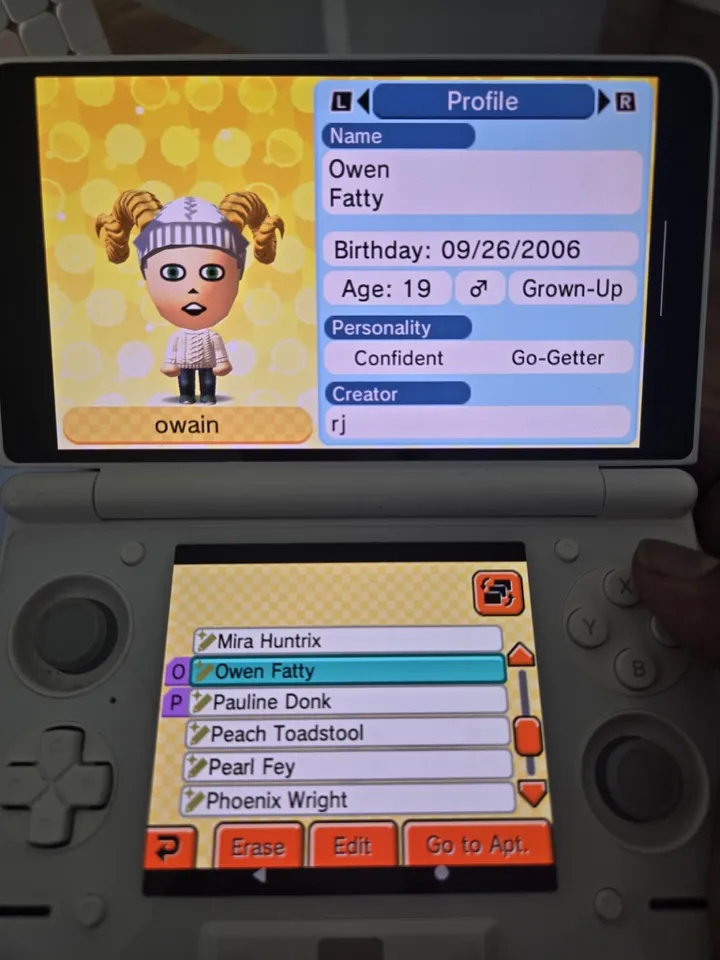 L Profile R
Name
Owen
Fatty
Birthday: 09/26/2006
Age: 19 ♂ Grown-Up
Personality
Confident Go-Getter
Creator
rj
owain
Mira Huntrix
O Owen Fatty
P Pauline Donk
Peach Toadstool
Pearl Fey
Phoenix Wright
Erase Edit Go to Apt.
X
Y
B